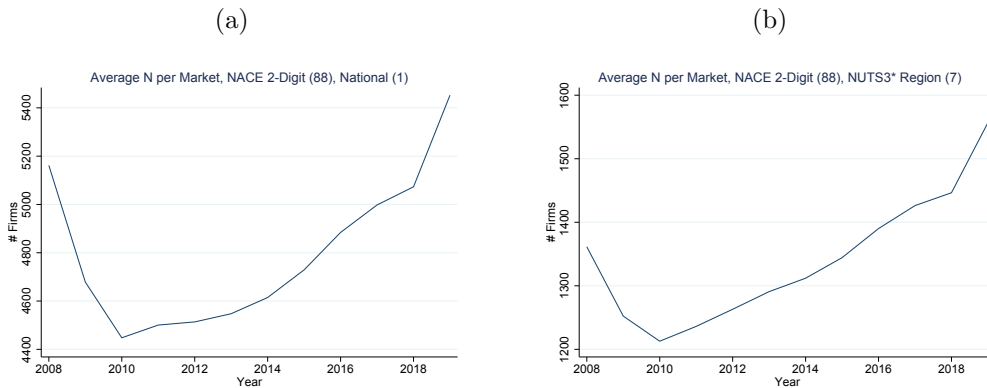 (a)
Average N per Market, NACE 2-Digit (88), National (1)
# Firms
5400
5200
5000
4800
4600
4400
2008 2010 2012 2014 2016 2018
Year
(b)
Average N per Market, NACE 2-Digit (88), NUTS3* Region (7)
# Firms
1600
1500
1400
1300
1200
2008 2010 2012 2014 2016 2018
Year